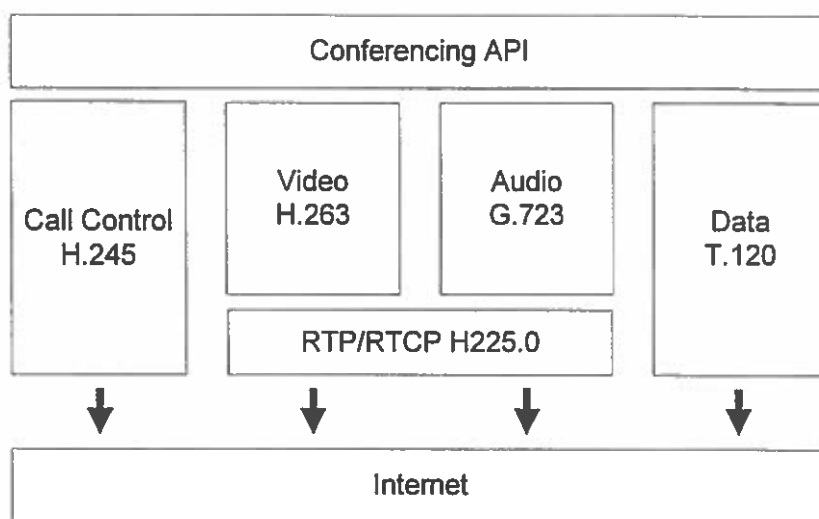 Conferencing API
Call Control
H.245
Video
H.263
Audio
G.723
Data
T.120
RTP/RTCP H225.0
Internet